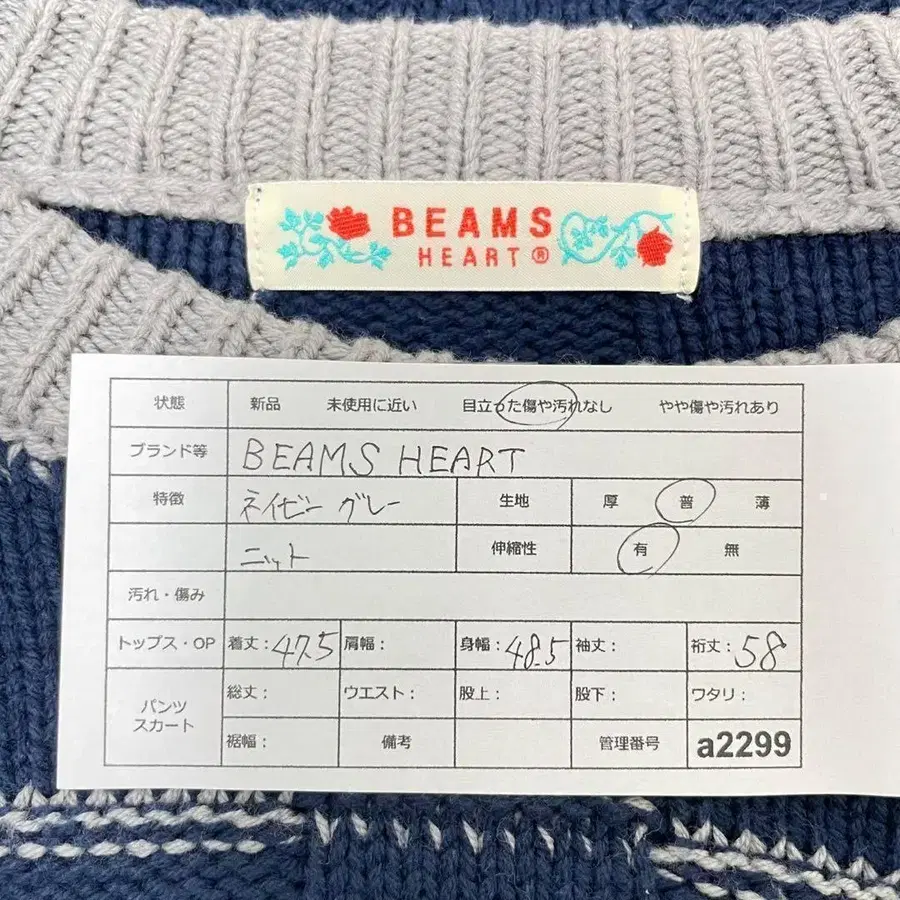 BEAMS
HEART®
状態 新品 未使用に近い 目立った傷や汚れなし やや傷や汚れあり
ブランド等 BEAMS HEART
特徴 ネイビー グレー 生地 厚 普 薄
ニット 伸縮性 有 無
汚れ・傷み
トップス・OP 着丈：47.5 肩幅： 身幅：48.5 袖丈： 裄丈：58
パンツ スカート 総丈： ウエスト： 股上： 股下： ワタリ：
裾幅： 備考 管理番号 a2299